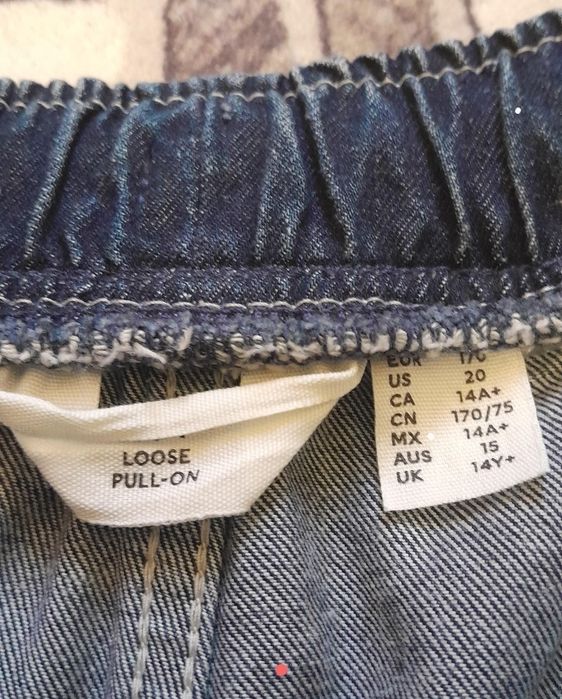 LOOSE
PULL-ON
EUR 170
US 20
CA 14A+
CN 170/75
MX 14A+
AUS 15
UK 14Y+